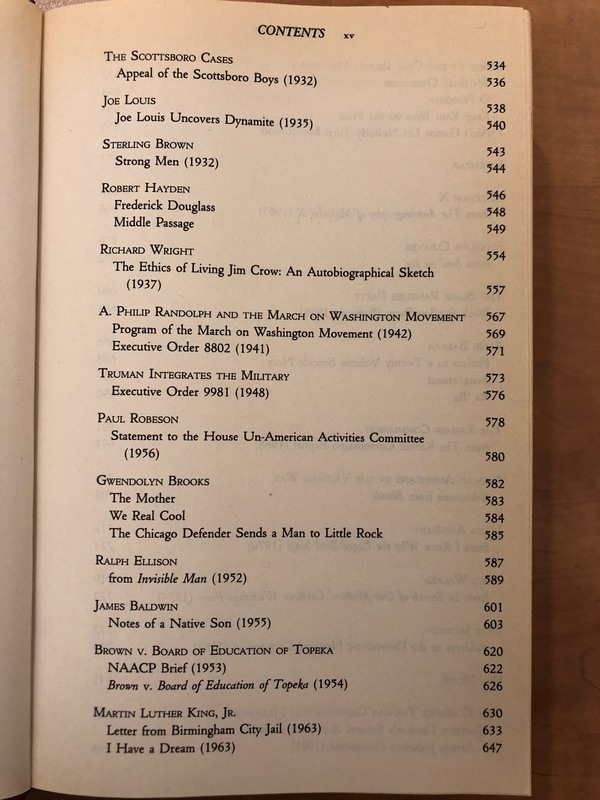 CONTENTS xv
THE SCOTTSBORO CASES 534
Appeal of the Scottsboro Boys (1932) 536
JOE LOUIS 538
Joe Louis Uncovers Dynamite (1935) 540
STERLING BROWN 543
Strong Men (1932) 544
ROBERT HAYDEN 546
Frederick Douglass 548
Middle Passage 549
RICHARD WRIGHT 554
The Ethics of Living Jim Crow: An Autobiographical Sketch
(1937) 557
A. PHILIP RANDOLPH AND THE MARCH ON WASHINGTON MOVEMENT 567
Program of the March on Washington Movement (1942) 569
Executive Order 8802 (1941) 571
TRUMAN INTEGRATES THE MILITARY 573
Executive Order 9981 (1948) 576
PAUL ROBESON 578
Statement to the House Un-American Activities Committee
(1956) 580
GWENDOLYN BROOKS 582
The Mother 583
We Real Cool 584
The Chicago Defender Sends a Man to Little Rock 585
RALPH ELLISON 587
from Invisible Man (1952) 589
JAMES BALDWIN 601
Notes of a Native Son (1955) 603
BROWN V. BOARD OF EDUCATION OF TOPEKA 620
NAACP Brief (1953) 622
Brown v. Board of Education of Topeka (1954) 626
MARTIN LUTHER KING, JR. 630
Letter from Birmingham City Jail (1963) 633
I Have a Dream (1963) 647